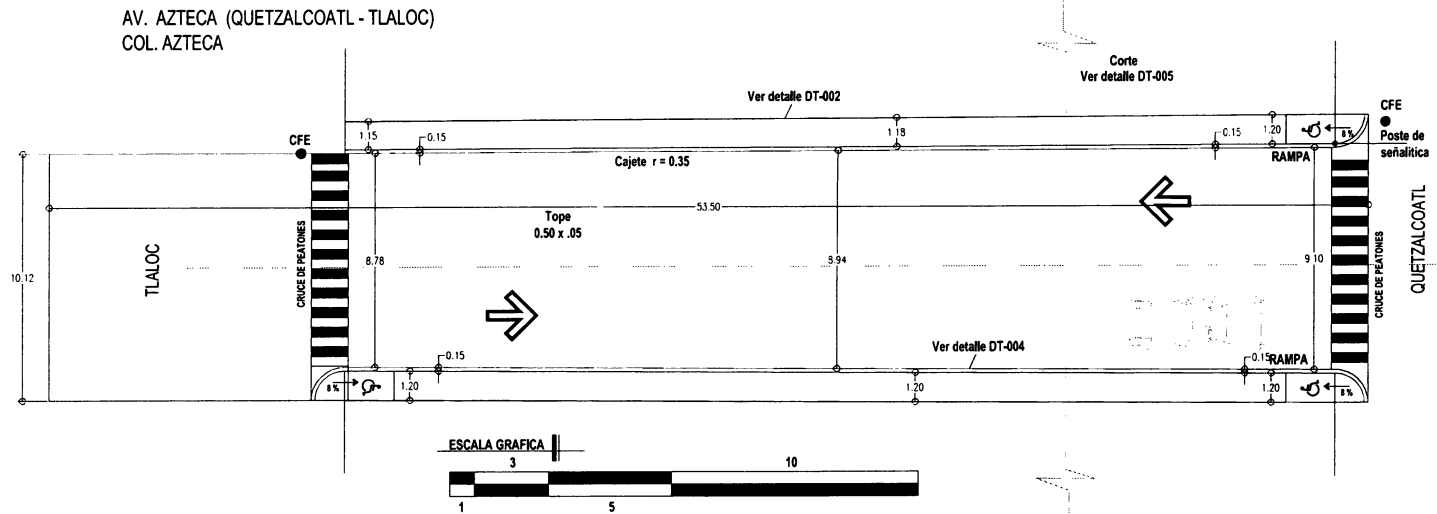 AV. AZTECA (QUETZALCOATL - TLALOC)
COL. AZTECA
Corte
Ver detalle DT-005
Ver detalle DT-002
CFE
CFE
Poste de
señalitica
1.15
0.15
1.18
0.15
1.20
8%
RAMPA
Cajete r = 0.35
53.50
Tope
0.50 x .05
10.12
TLALOC
CRUCE DE PEATONES
8.78
8.94
9.10
CRUCE DE PEATONES
QUETZALCOATL
Ver detalle DT-004
0.15
0.15
RAMPA
8%
1.20
1.20
1.20
8%
ESCALA GRAFICA
3
10
1
5